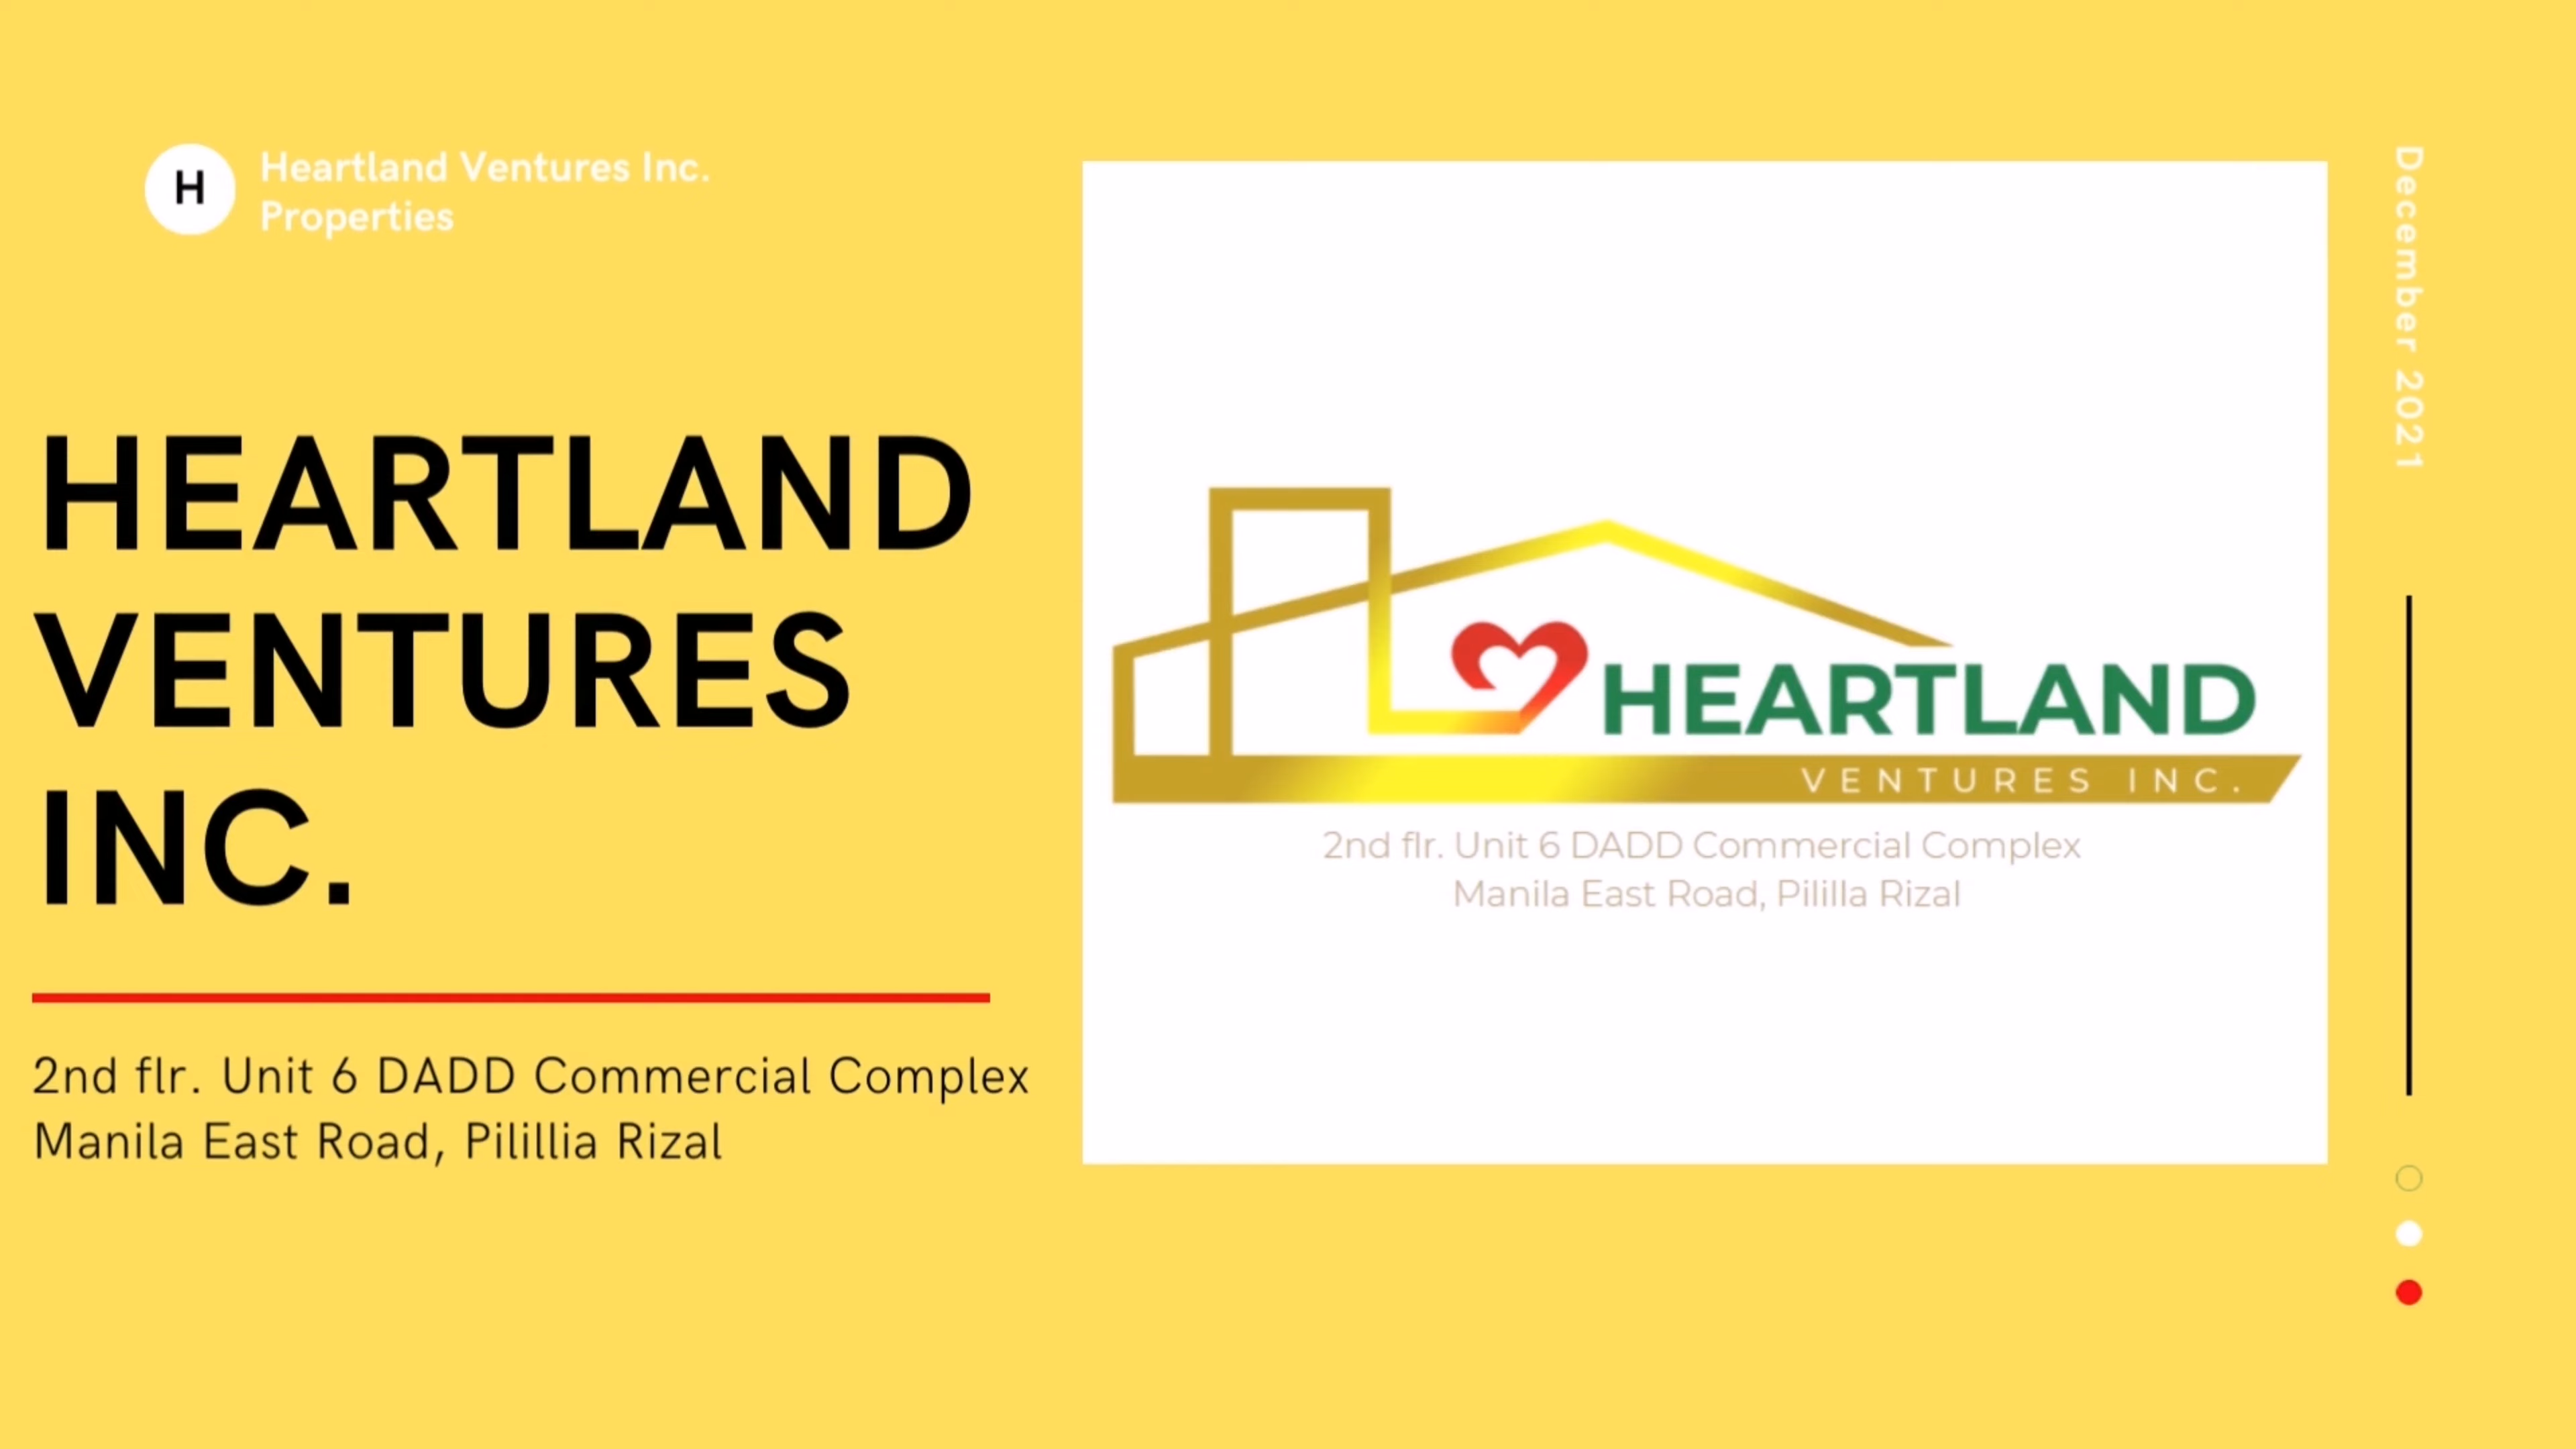 H
Heartland Ventures Inc.
Properties
HEARTLAND
VENTURES
INC.
2nd flr. Unit 6 DADD Commercial Complex
Manila East Road, Pilillia Rizal
HEARTLAND
VENTURES INC.
2nd flr. Unit 6 DADD Commercial Complex
Manila East Road, Pililla Rizal
December 2021